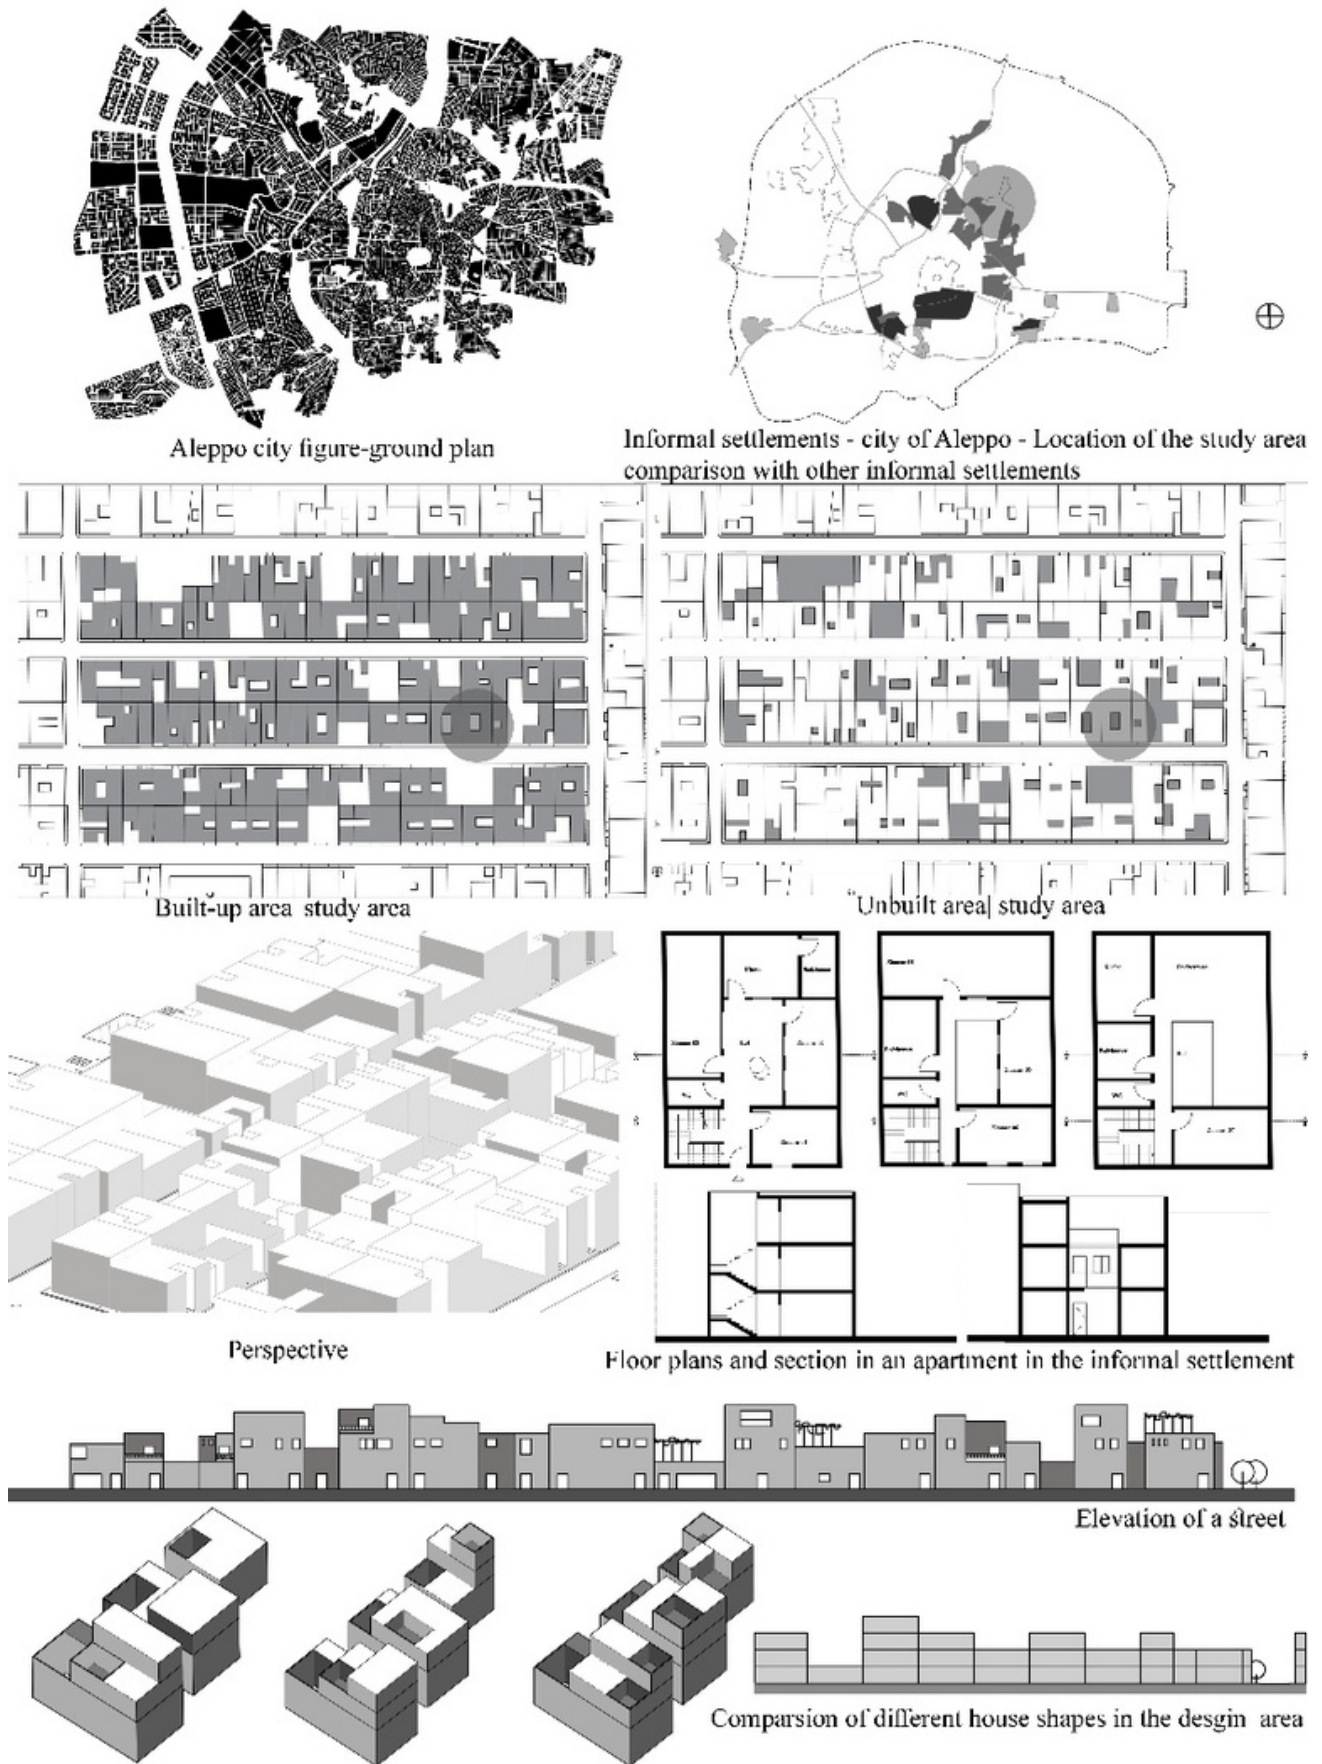 Aleppo city figure-ground plan
Informal settlements - city of Aleppo - Location of the study area
comparison with other informal settlements
Built-up area study area
Unbuilt area| study area
Perspective
Floor plans and section in an apartment in the informal settlement
Elevation of a street
Comparsion of different house shapes in the desgin area